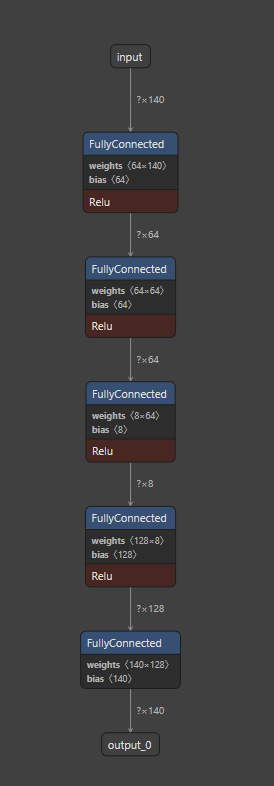 input
?×140
FullyConnected
weights 〈64×140〉
bias 〈64〉
Relu
?×64
FullyConnected
weights 〈64×64〉
bias 〈64〉
Relu
?×64
FullyConnected
weights 〈8×64〉
bias 〈8〉
Relu
?×8
FullyConnected
weights 〈128×8〉
bias 〈128〉
Relu
?×128
FullyConnected
weights 〈140×128〉
bias 〈140〉
?×140
output_0